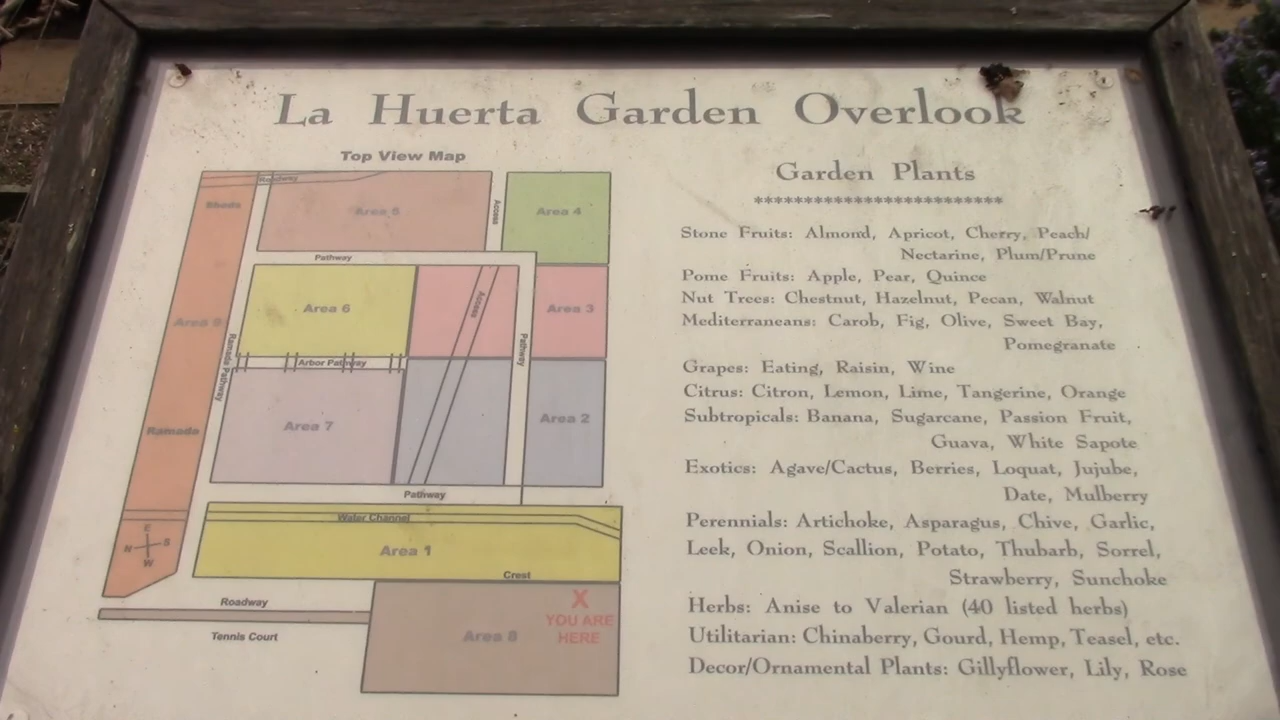 La Huerta Garden Overlook
Top View Map
Roadway
Sheds
Area 5
Access
Area 4
Pathway
Area 6
Access
Area 3
Area 9
Ramada Pathway
Arbor Pathway
Pathway
Area 7
Area 2
Ramada
Pathway
Water Channel
Area 1
E
N S
W
Crest
Roadway
Tennis Court
Area 8
X
YOU ARE
HERE
Garden Plants
*************************
Stone Fruits: Almond, Apricot, Cherry, Peach/
Nectarine, Plum/Prune
Pome Fruits: Apple, Pear, Quince
Nut Trees: Chestnut, Hazelnut, Pecan, Walnut
Mediterraneans: Carob, Fig, Olive, Sweet Bay,
Pomegranate
Grapes: Eating, Raisin, Wine
Citrus: Citron, Lemon, Lime, Tangerine, Orange
Subtropicals: Banana, Sugarcane, Passion Fruit,
Guava, White Sapote
Exotics: Agave/Cactus, Berries, Loquat, Jujube,
Date, Mulberry
Perennials: Artichoke, Asparagus, Chive, Garlic,
Leek, Onion, Scallion, Potato, Thubarb, Sorrel,
Strawberry, Sunchoke
Herbs: Anise to Valerian (40 listed herbs)
Utilitarian: Chinaberry, Gourd, Hemp, Teasel, etc.
Decor/Ornamental Plants: Gillyflower, Lily, Rose